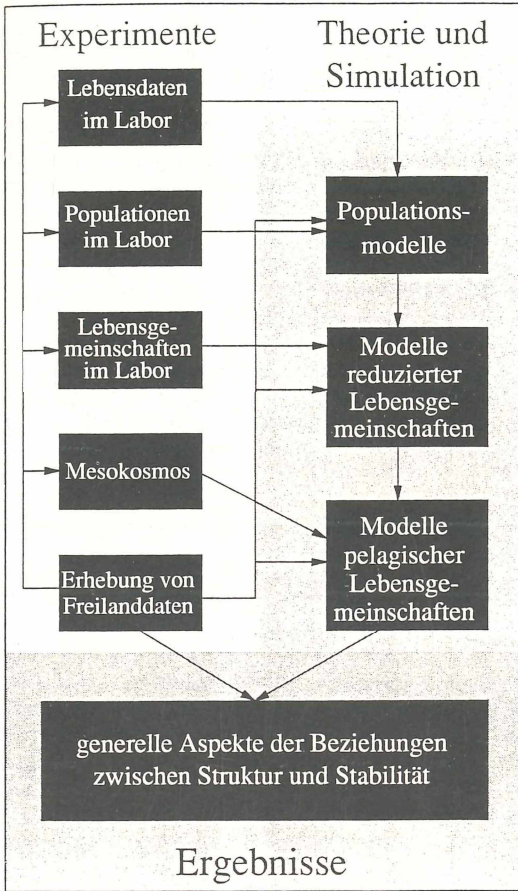 Experimente
Theorie und
Simulation
Lebensdaten
im Labor
Populationen
im Labor
Lebensge-
meinschaften
im Labor
Mesokosmos
Erhebung von
Freilanddaten
Populations-
modelle
Modelle
reduzierter
Lebensge-
meinschaften
Modelle
pelagischer
Lebensge-
meinschaften
generelle Aspekte der Beziehungen
zwischen Struktur und Stabilität
Ergebnisse